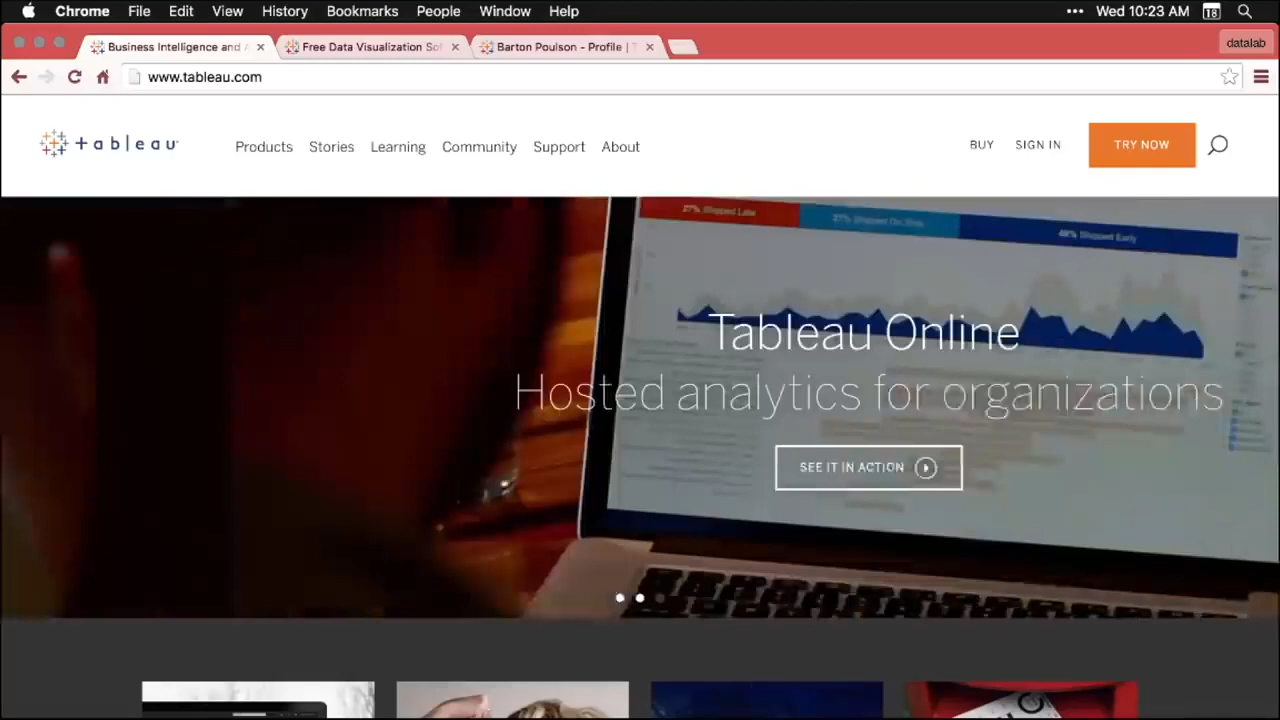 Chrome File Edit View History Bookmarks People Window Help Wed 10:23 AM 18
Business Intelligence and Free Data Visualization Barton Poulson - Profile | datalab
www.tableau.com
tableau Products Stories Learning Community Support About BUY SIGN IN TRY NOW
27% Shipped Late 27% Shipped On Time 46% Shipped Early
Tableau Online
Hosted analytics for organizations
SEE IT IN ACTION